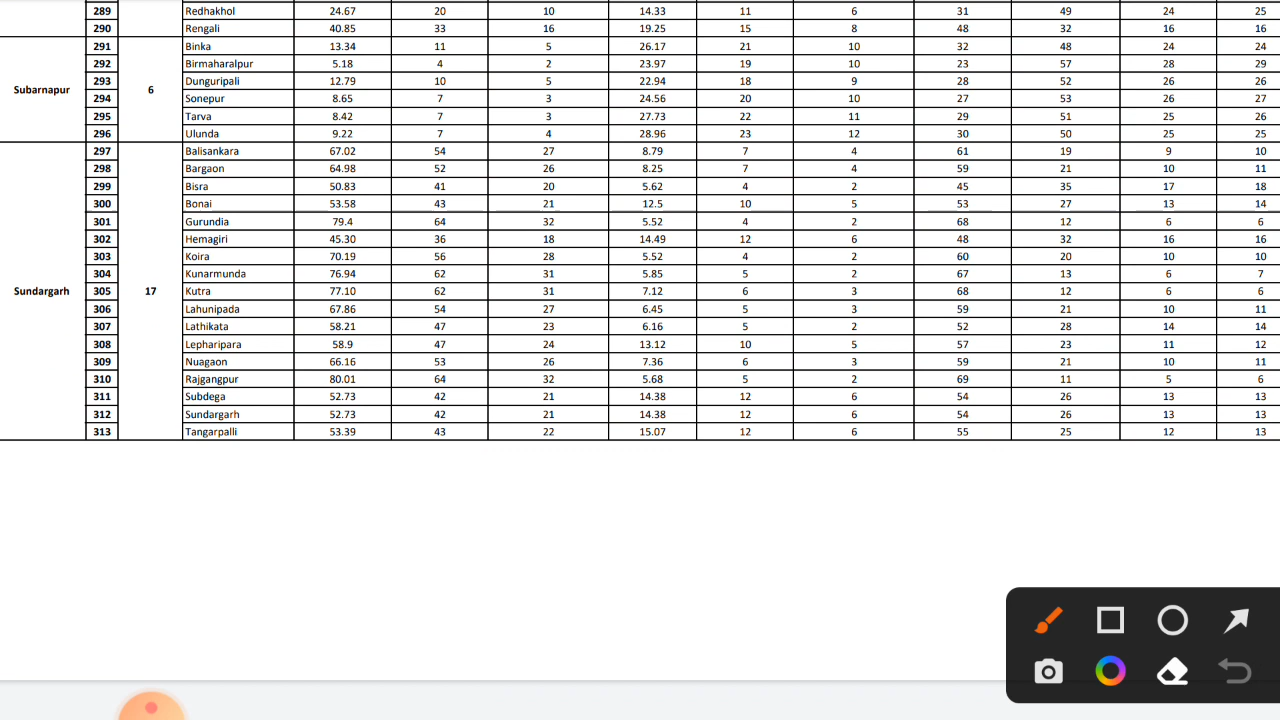 289 Redhakhol 24.67 20 10 14.33 11 6 31 49 24 25
290 Rengali 40.85 33 16 19.25 15 8 48 32 16 16
291 Binka 13.34 11 5 26.17 21 10 32 48 24 24
292 Birmaharalpur 5.18 4 2 23.97 19 10 23 57 28 29
293 Dunguripali 12.79 10 5 22.94 18 9 28 52 26 26
Subarnapur 6
294 Sonepur 8.65 7 3 24.56 20 10 27 53 26 27
295 Tarva 8.42 7 3 27.73 22 11 29 51 25 26
296 Ulunda 9.22 7 4 28.96 23 12 30 50 25 25
297 Balisankara 67.02 54 27 8.79 7 4 61 19 9 10
298 Bargaon 64.98 52 26 8.25 7 4 59 21 10 11
299 Bisra 50.83 41 20 5.62 4 2 45 35 17 18
300 Bonai 53.58 43 21 12.5 10 5 53 27 13 14
301 Gurundia 79.4 64 32 5.52 4 2 68 12 6 6
302 Hemagiri 45.30 36 18 14.49 12 6 48 32 16 16
303 Koira 70.19 56 28 5.52 4 2 60 20 10 10
304 Kunarmunda 76.94 62 31 5.85 5 2 67 13 6 7
Sundargarh 305 17 Kutra 77.10 62 31 7.12 6 3 68 12 6 6
306 Lahunipada 67.86 54 27 6.45 5 3 59 21 10 11
307 Lathikata 58.21 47 23 6.16 5 2 52 28 14 14
308 Lepharipara 58.9 47 24 13.12 10 5 57 23 11 12
309 Nuagaon 66.16 53 26 7.36 6 3 59 21 10 11
310 Rajgangpur 80.01 64 32 5.68 5 2 69 11 5 6
311 Subdega 52.73 42 21 14.38 12 6 54 26 13 13
312 Sundargarh 52.73 42 21 14.38 12 6 54 26 13 13
313 Tangarpalli 53.39 43 22 15.07 12 6 55 25 12 13